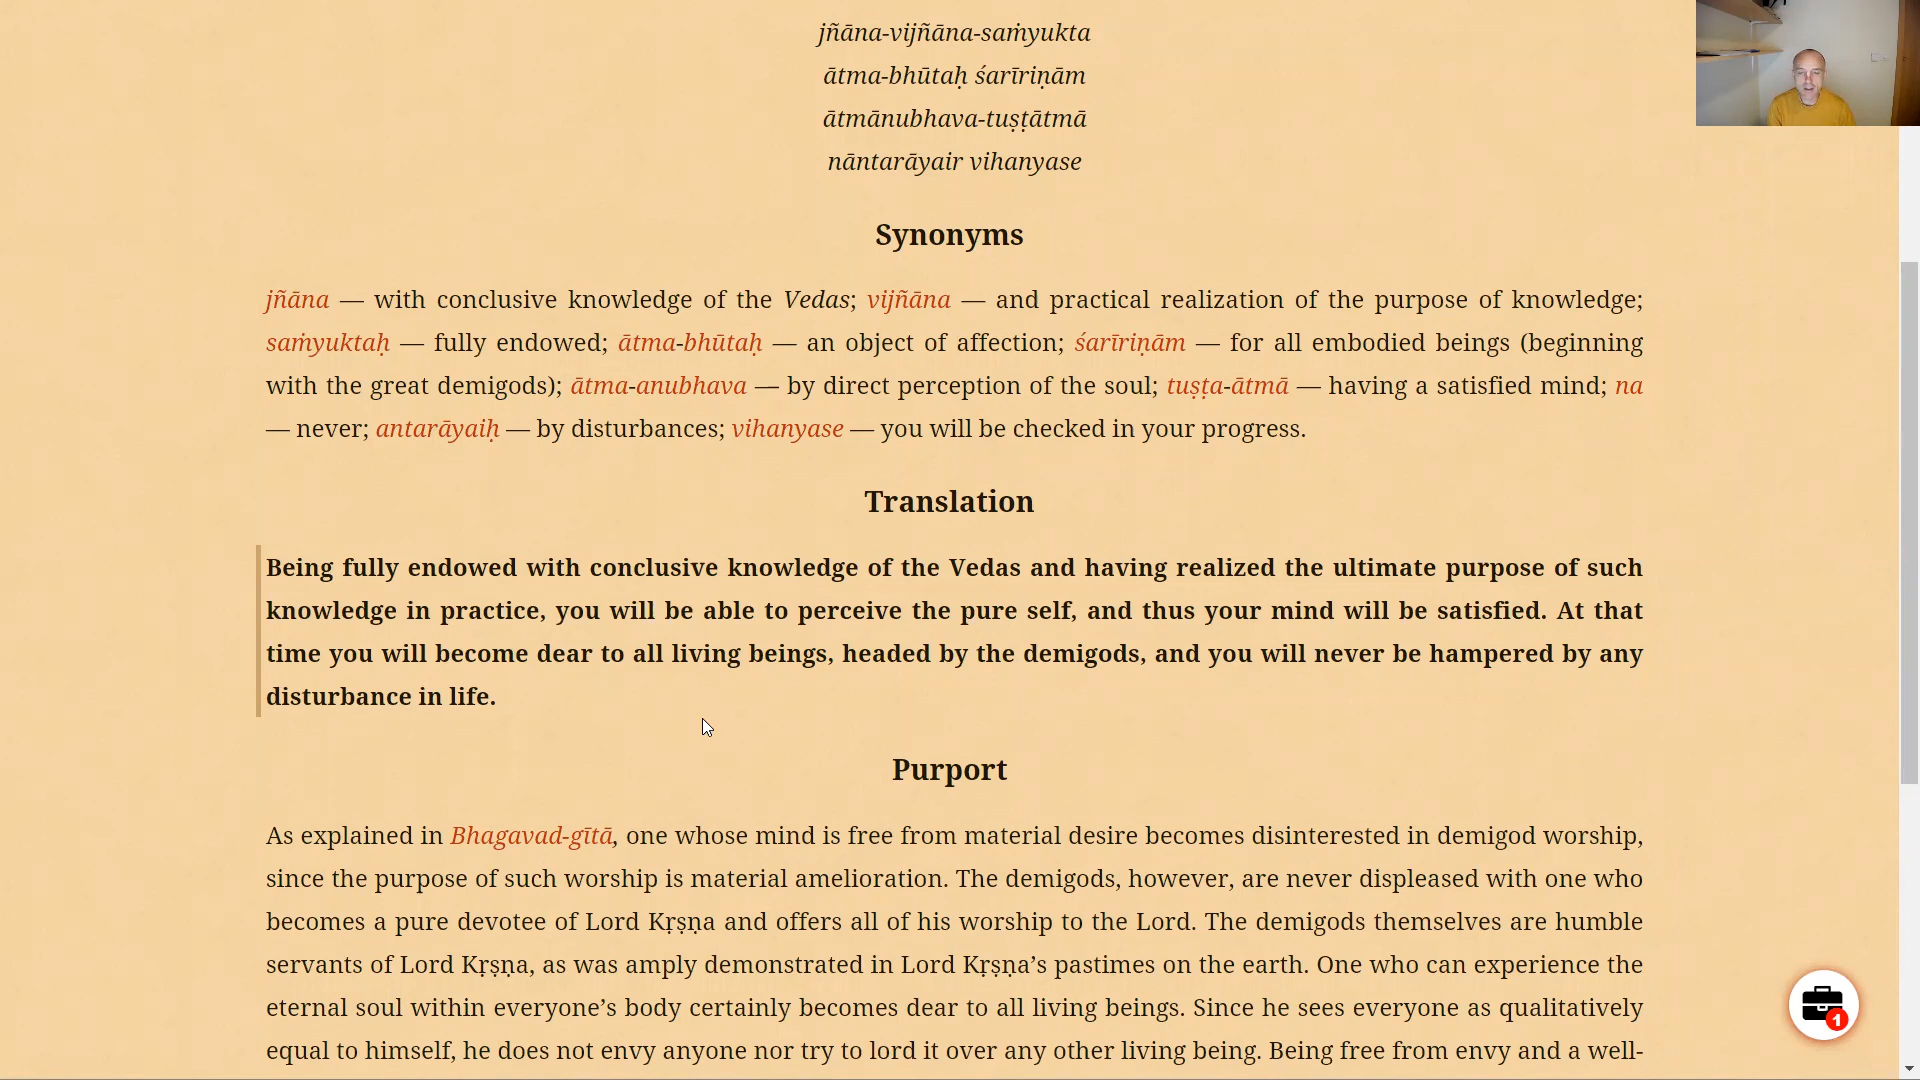 jñāna-vijñāna-saṁyukta
ātma-bhūtaḥ śarīriṇām
ātmānubhava-tuṣṭātmā
nāntarāyair vihanyase
Synonyms
jñāna — with conclusive knowledge of the Vedas; vijñāna — and practical realization of the purpose of knowledge;
saṁyuktaḥ — fully endowed; ātma-bhūtaḥ — an object of affection; śarīriṇām — for all embodied beings (beginning
with the great demigods); ātma-anubhava — by direct perception of the soul; tuṣṭa-ātmā — having a satisfied mind; na
— never; antarāyaiḥ — by disturbances; vihanyase — you will be checked in your progress.
Translation
Being fully endowed with conclusive knowledge of the Vedas and having realized the ultimate purpose of such
knowledge in practice, you will be able to perceive the pure self, and thus your mind will be satisfied. At that
time you will become dear to all living beings, headed by the demigods, and you will never be hampered by any
disturbance in life.
Purport
As explained in Bhagavad-gītā, one whose mind is free from material desire becomes disinterested in demigod worship,
since the purpose of such worship is material amelioration. The demigods, however, are never displeased with one who
becomes a pure devotee of Lord Kṛṣṇa and offers all of his worship to the Lord. The demigods themselves are humble
servants of Lord Kṛṣṇa, as was amply demonstrated in Lord Kṛṣṇa’s pastimes on the earth. One who can experience the
eternal soul within everyone’s body certainly becomes dear to all living beings. Since he sees everyone as qualitatively
equal to himself, he does not envy anyone nor try to lord it over any other living being. Being free from envy and a well-
1